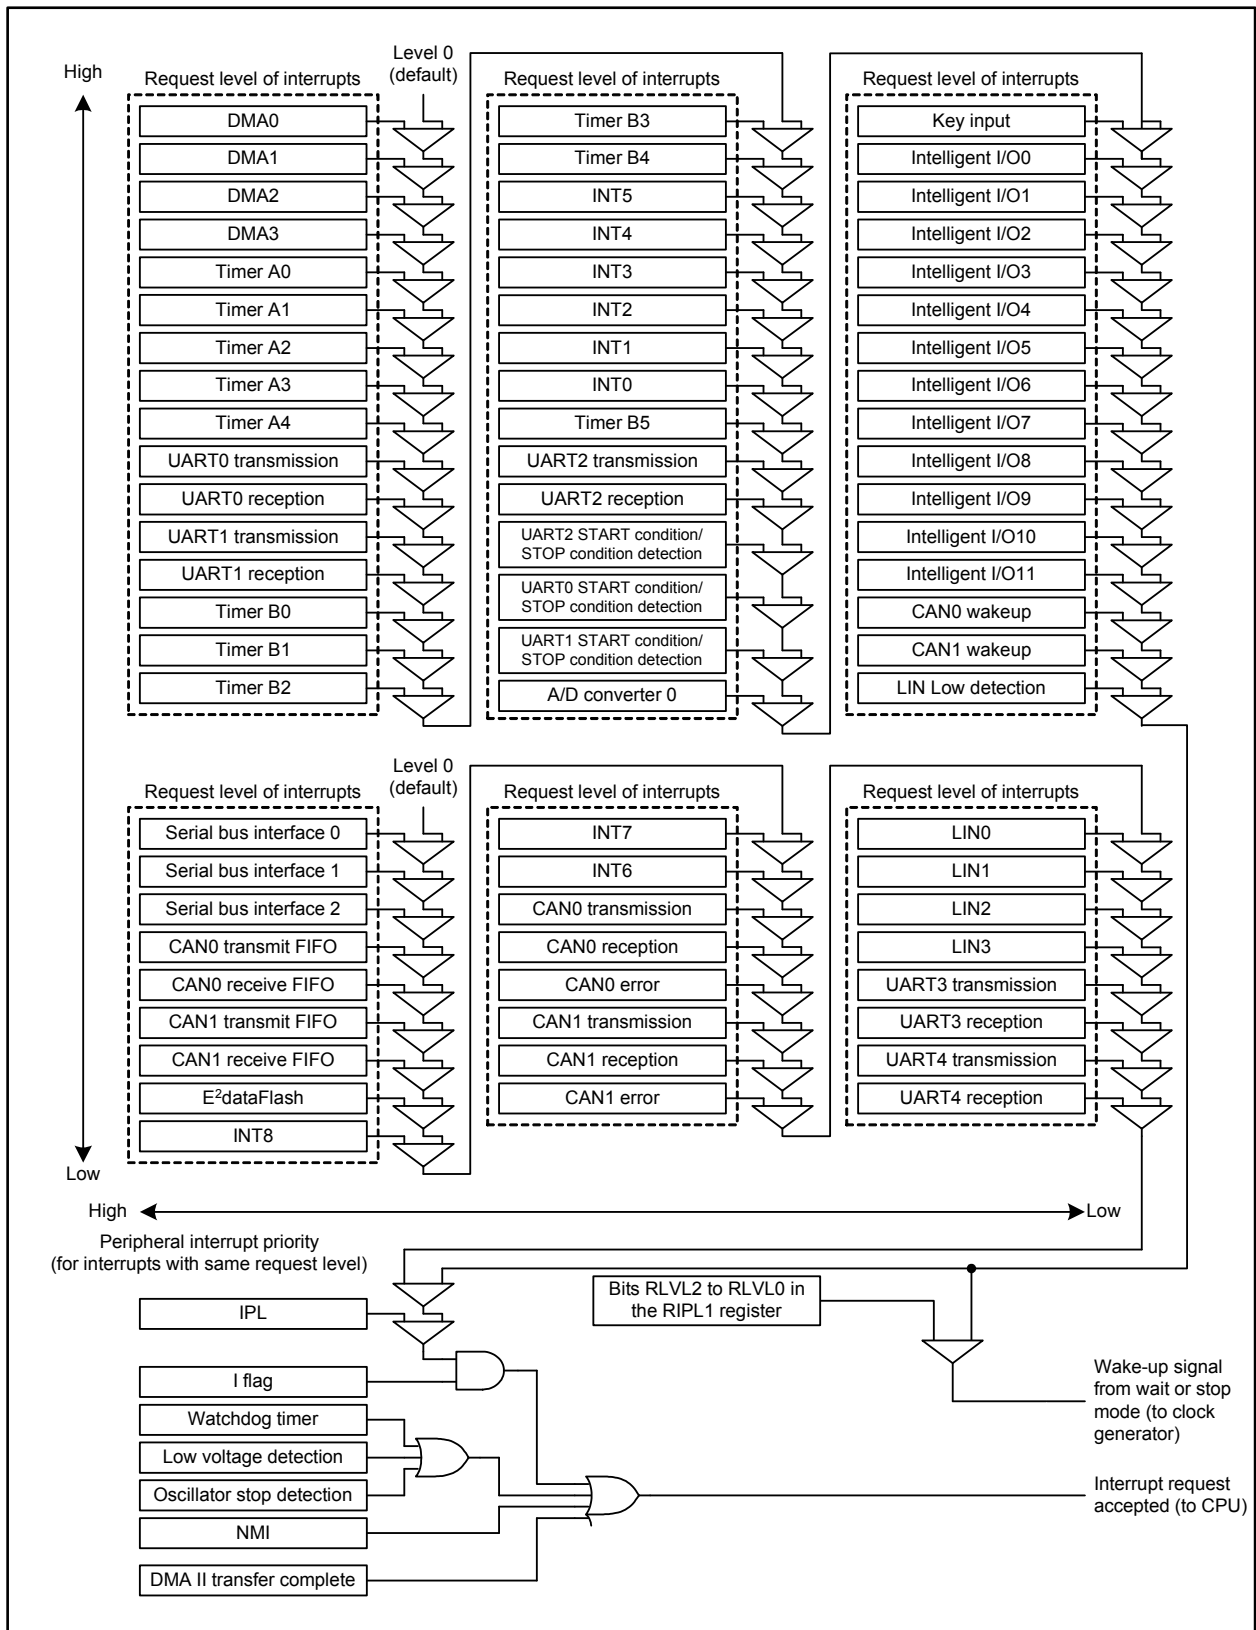 High
Level 0
(default)
Request level of interrupts
DMA0
DMA1
DMA2
DMA3
Timer A0
Timer A1
Timer A2
Timer A3
Timer A4
UART0 transmission
UART0 reception
UART1 transmission
UART1 reception
Timer B0
Timer B1
Timer B2
Request level of interrupts
Timer B3
Timer B4
INT5
INT4
INT3
INT2
INT1
INT0
Timer B5
UART2 transmission
UART2 reception
UART2 START condition/
STOP condition detection
UART0 START condition/
STOP condition detection
UART1 START condition/
STOP condition detection
A/D converter 0
Request level of interrupts
Key input
Intelligent I/O0
Intelligent I/O1
Intelligent I/O2
Intelligent I/O3
Intelligent I/O4
Intelligent I/O5
Intelligent I/O6
Intelligent I/O7
Intelligent I/O8
Intelligent I/O9
Intelligent I/O10
Intelligent I/O11
CAN0 wakeup
CAN1 wakeup
LIN Low detection
Level 0
(default)
Request level of interrupts
Serial bus interface 0
Serial bus interface 1
Serial bus interface 2
CAN0 transmit FIFO
CAN0 receive FIFO
CAN1 transmit FIFO
CAN1 receive FIFO
E²dataFlash
INT8
Request level of interrupts
INT7
INT6
CAN0 transmission
CAN0 reception
CAN0 error
CAN1 transmission
CAN1 reception
CAN1 error
Request level of interrupts
LIN0
LIN1
LIN2
LIN3
UART3 transmission
UART3 reception
UART4 transmission
UART4 reception
Low
High
Low
Peripheral interrupt priority
(for interrupts with same request level)
IPL
Bits RLVL2 to RLVL0 in
the RIPL1 register
I flag
Watchdog timer
Low voltage detection
Oscillator stop detection
NMI
DMA II transfer complete
Wake-up signal
from wait or stop
mode (to clock
generator)
Interrupt request
accepted (to CPU)